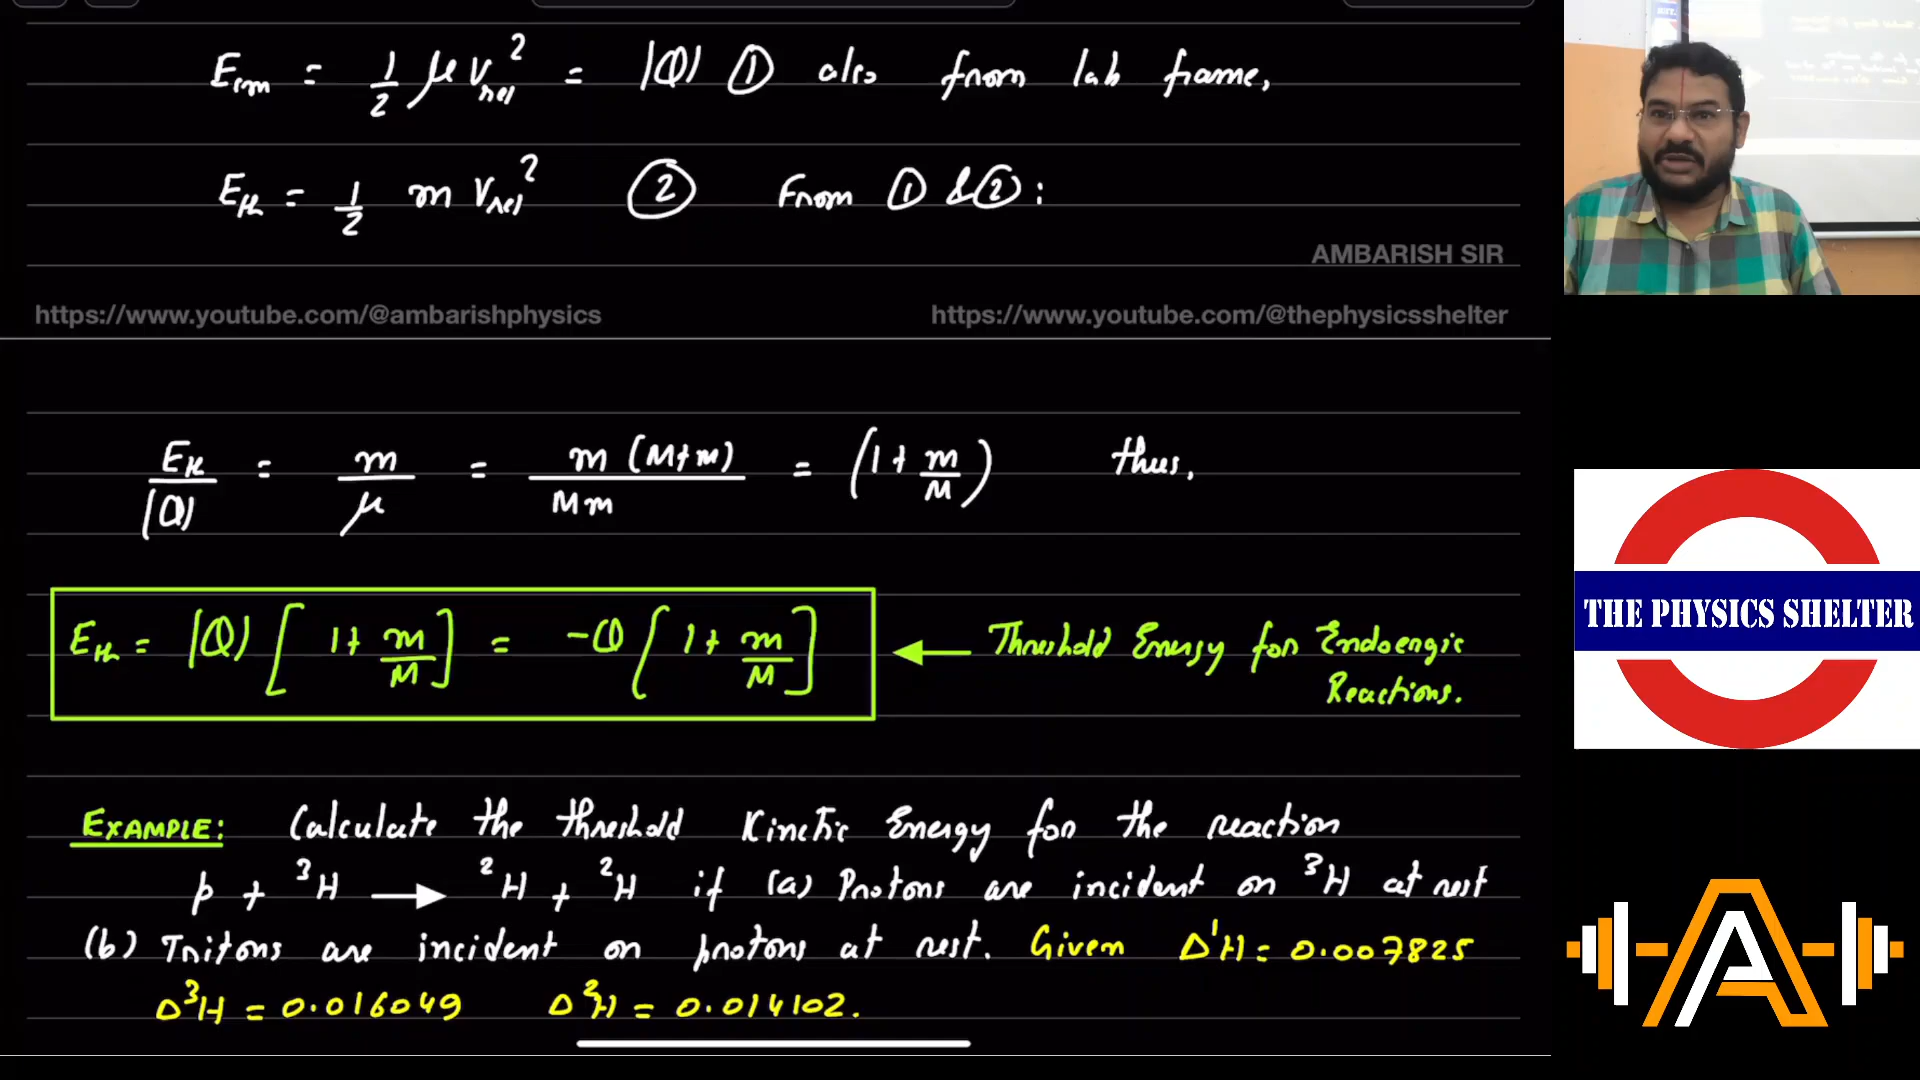 E_cm = 1/2 μ V_rel² = |Q| ① also from lab frame,
E_th = 1/2 m V_rel² ② From ① & ②:
AMBARISH SIR
https://www.youtube.com/@ambarishphysics https://www.youtube.com/@thephysicsshelter
E_th/|Q| = m/μ = m (M+m)/Mm = (1 + m/M) thus,
E_th = |Q| [1 + m/M] = -Q [1 + m/M] ← Threshold Energy for Endoengic
Reactions.
EXAMPLE: Calculate the threshold Kinetic Energy for the reaction
p + ³H → ²H + ²H if (a) Protons are incident on ³H at rest
(b) Tritons are incident on protons at rest. Given Δ¹H = 0.007825
Δ³H = 0.016049 Δ²H = 0.014102.
THE PHYSICS SHELTER